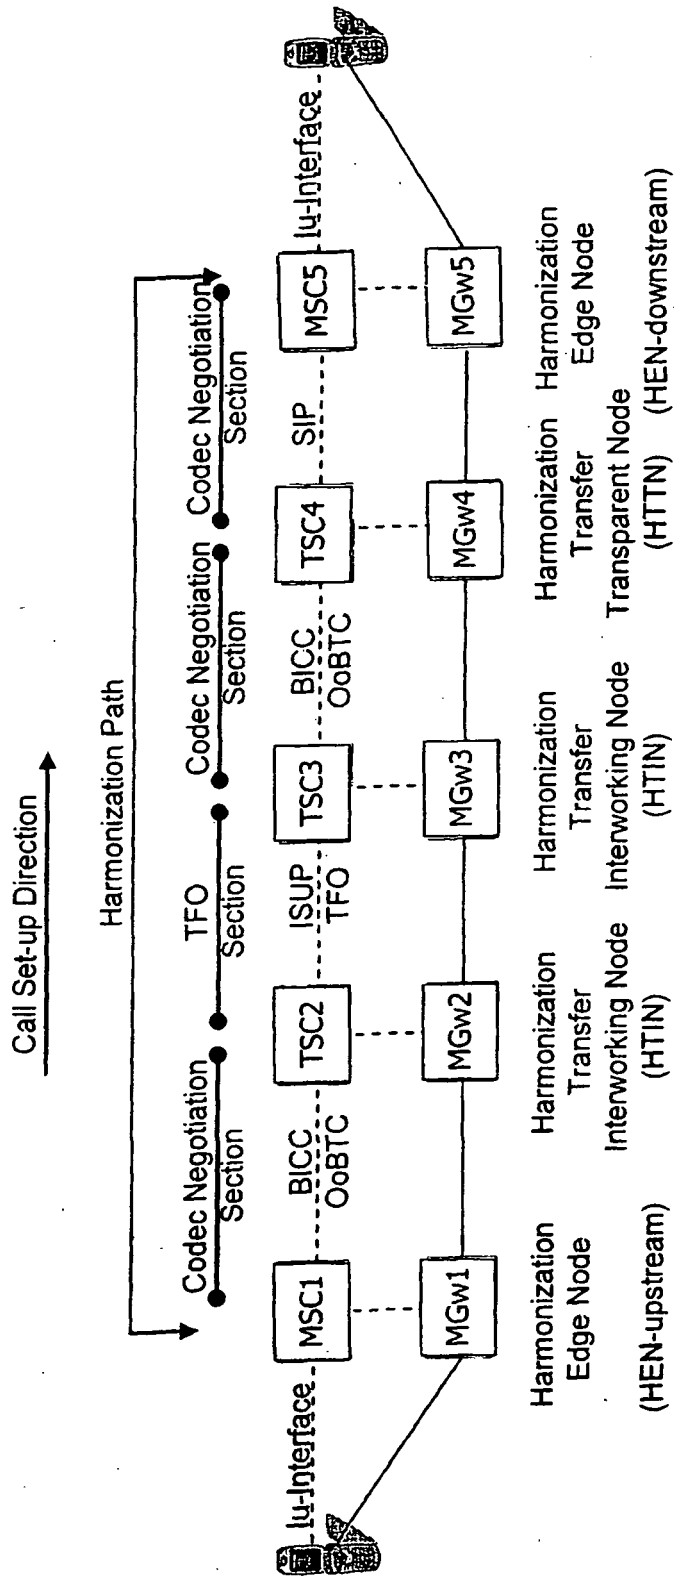 Call Set-up Direction
Harmonization Path
Codec Negotiation
Section
TFO
Section
Codec Negotiation
Section
Codec Negotiation
Section
Iu-Interface
MSC1
BICC
OoBTC
TSC2
ISUP
TFO
TSC3
BICC
OoBTC
TSC4
SIP
MSC5
Iu-Interface
MGw1
MGw2
MGw3
MGw4
MGw5
Harmonization
Edge Node
(HEN-upstream)
Harmonization
Transfer
Interworking Node
(HTIN)
Harmonization
Transfer
Interworking Node
(HTIN)
Harmonization
Transfer
Transparent Node
(HTTN)
Harmonization
Edge Node
(HEN-downstream)